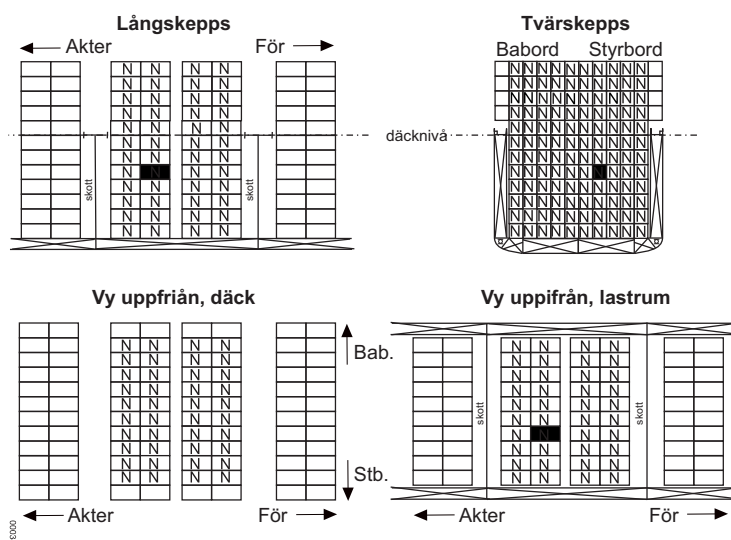 Långskepps
Akter För
N N N N
N N N N
N N N N
N N N N
N N N N
N N N N
N N N N
N N N N
N N N N
N N N N
N N N N
N N N N
skott
skott
Tvärskepps
Babord Styrbord
däcknivå
N N N N N N N N N N
N N N N N N N N N N
N N N N N N N N N N
N N N N N N N N N N
N N N N N N N N N N
N N N N N N N N N N
N N N N N N N N N N
N N N N N N N N N N
N N N N N N N N N N
N N N N N N N N N N
N N N N N N N N N N
N N N N N N N N N N
Vy uppfriån, däck
N N N N
N N N N
N N N N
N N N N
N N N N
N N N N
N N N N
N N N N
N N N N
N N N N
Bab.
Stb.
Akter För
0003
Vy uppifrån, lastrum
N N N N
N N N N
N N N N
N N N N
N N N N
N N N N
N N N N
N N N N
N N N N
N N N N
skott
skott
Akter För